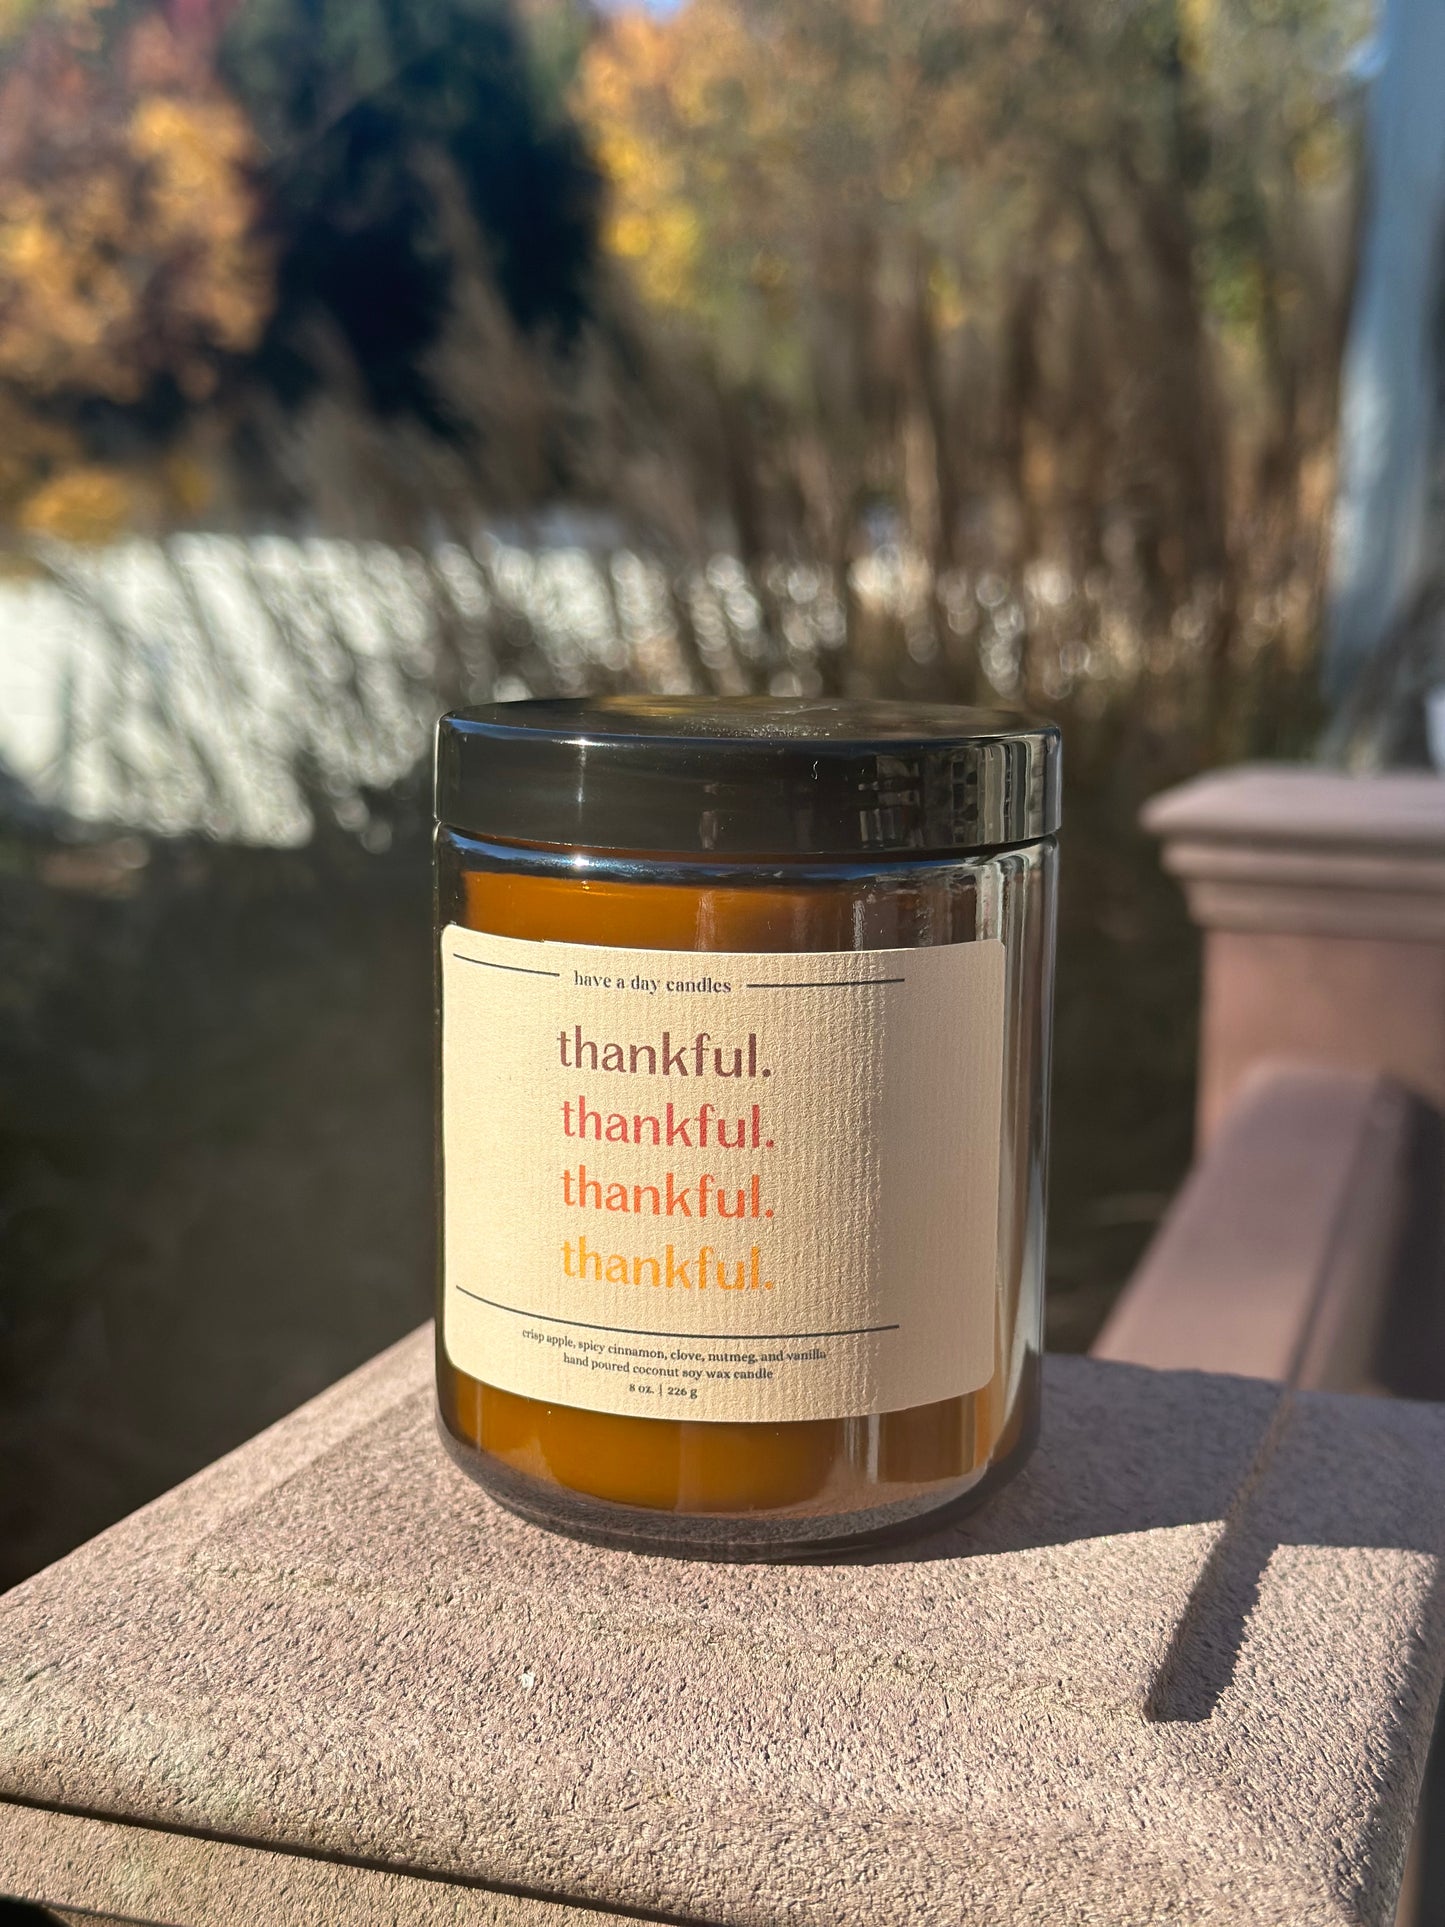 have a day candles
thankful.
thankful.
thankful.
thankful.
crisp apple, spicy cinnamon, clove, nutmeg, and vanilla
hand poured coconut soy wax candle
8 oz. | 226 g